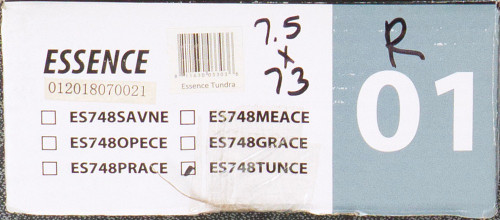 ESSENCE
012018070021
Essence Tundra
7.5
x
73
R
01
ES748SAVNE
ES748MEACE
ES748OPECE
ES748GRACE
ES748PRACE
ES748TUNCE